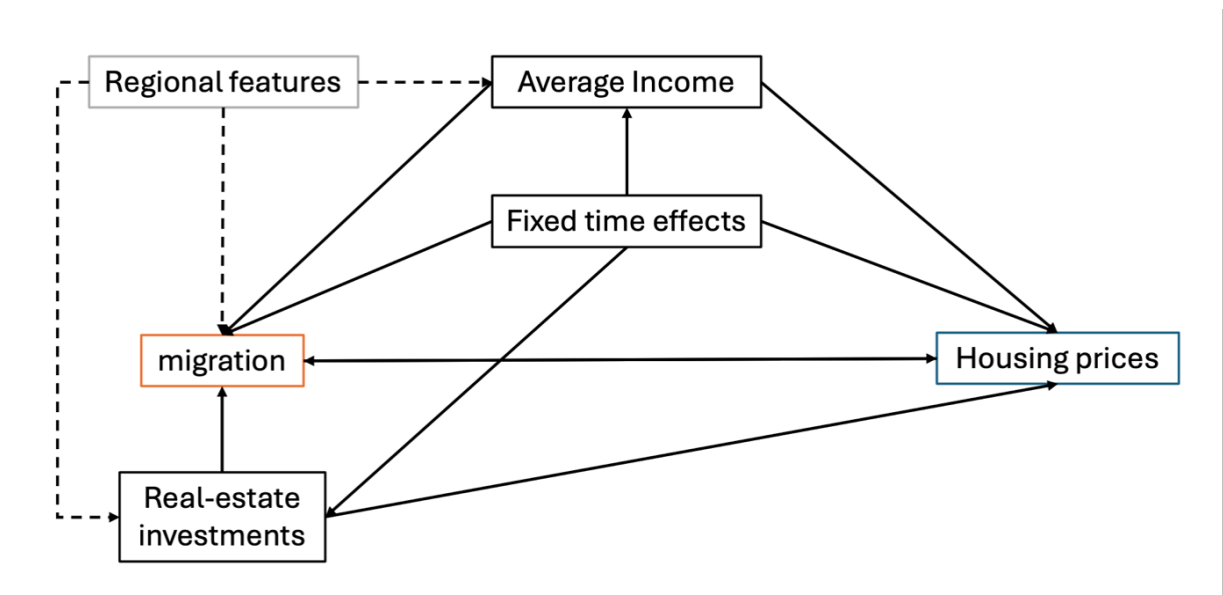 Regional features
Average Income
Fixed time effects
migration
Housing prices
Real-estate
investments